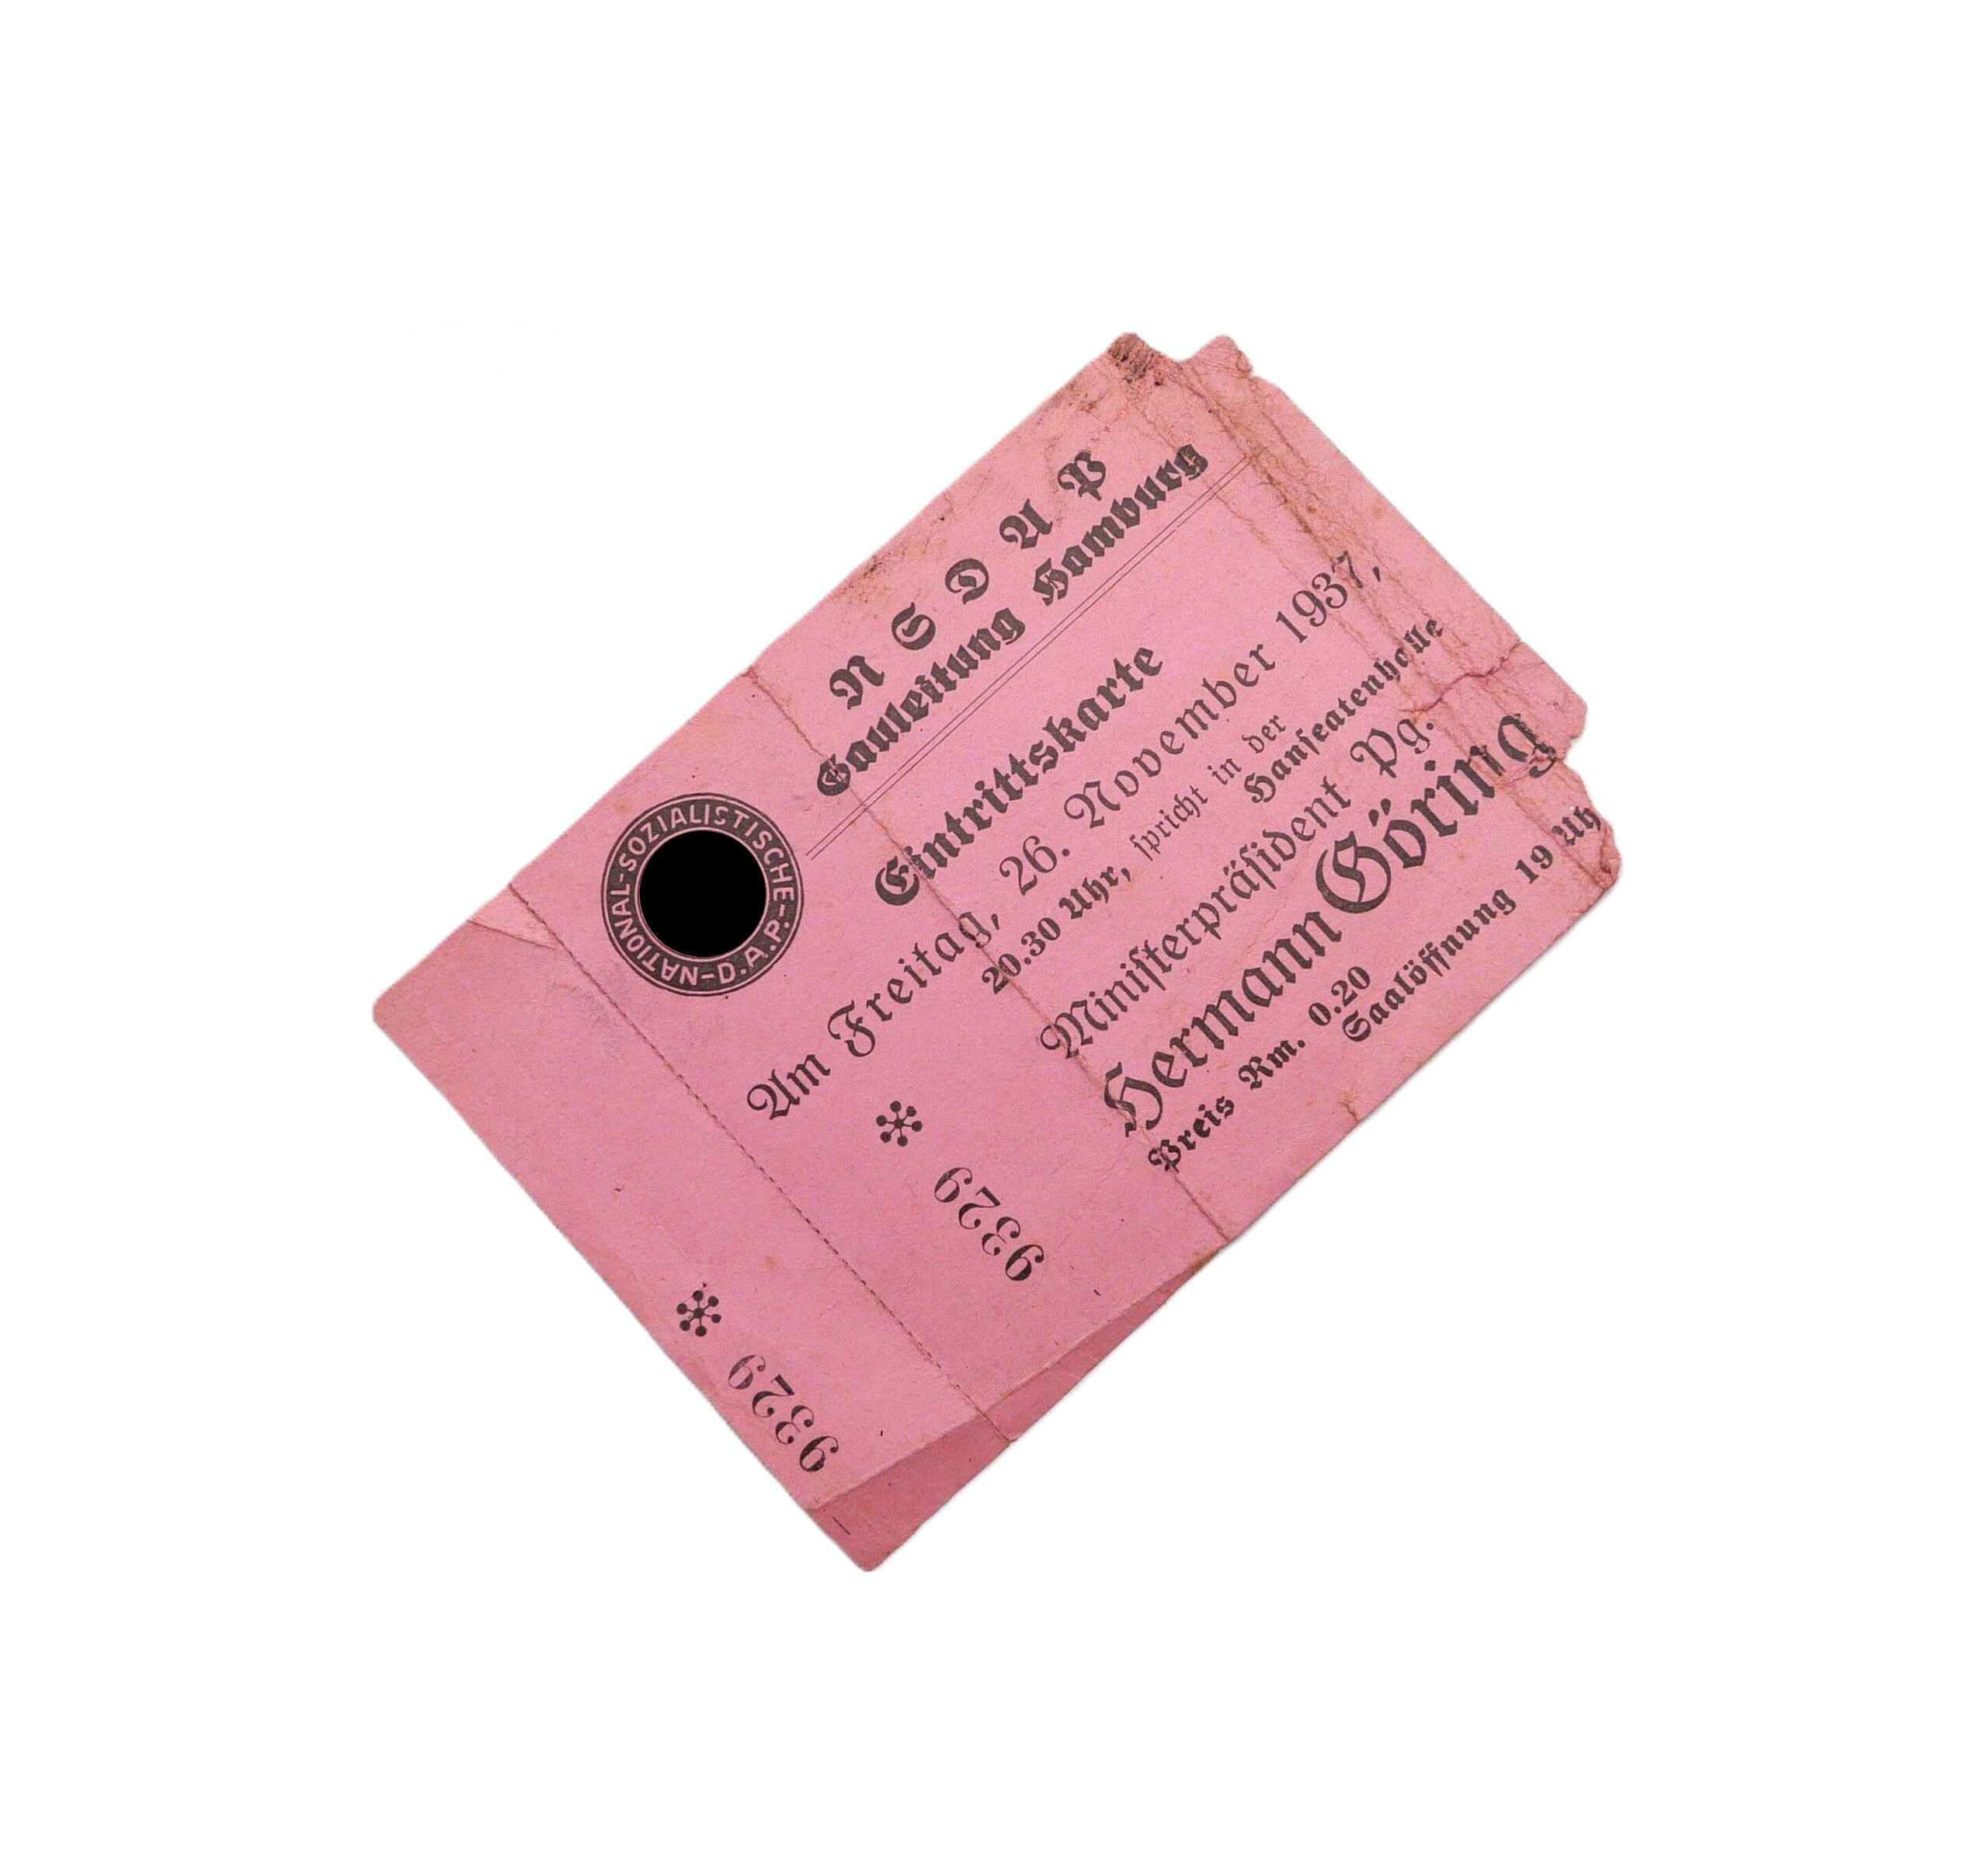 NATIONAL-SOZIALISTISCHE-D.A.P.
N S D A P
Gauleitung Hamburg
Eintrittskarte
Am Freitag, 26. November 1937,
20.30 Uhr, spricht in der
Hanseatenhalle
Ministerpräsident Pg.
Hermann Göring
Preis Rm. 0.20
Saalöffnung 19 Uh
* 9329
* 9329